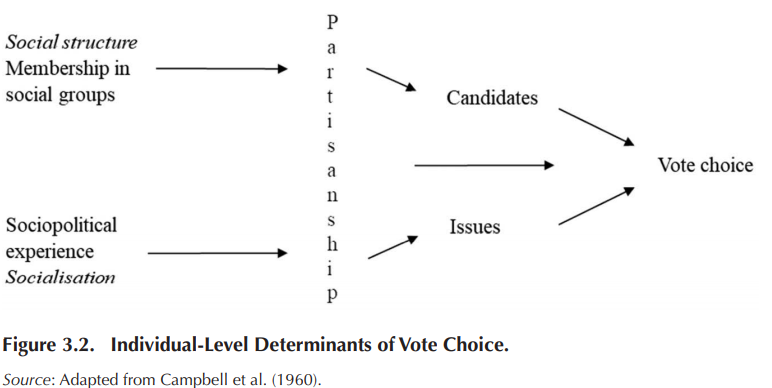 Social structure
Membership in
social groups
Sociopolitical
experience
Socialisation
Partisanship
Candidates
Issues
Vote choice
Figure 3.2. Individual-Level Determinants of Vote Choice.
Source: Adapted from Campbell et al. (1960).